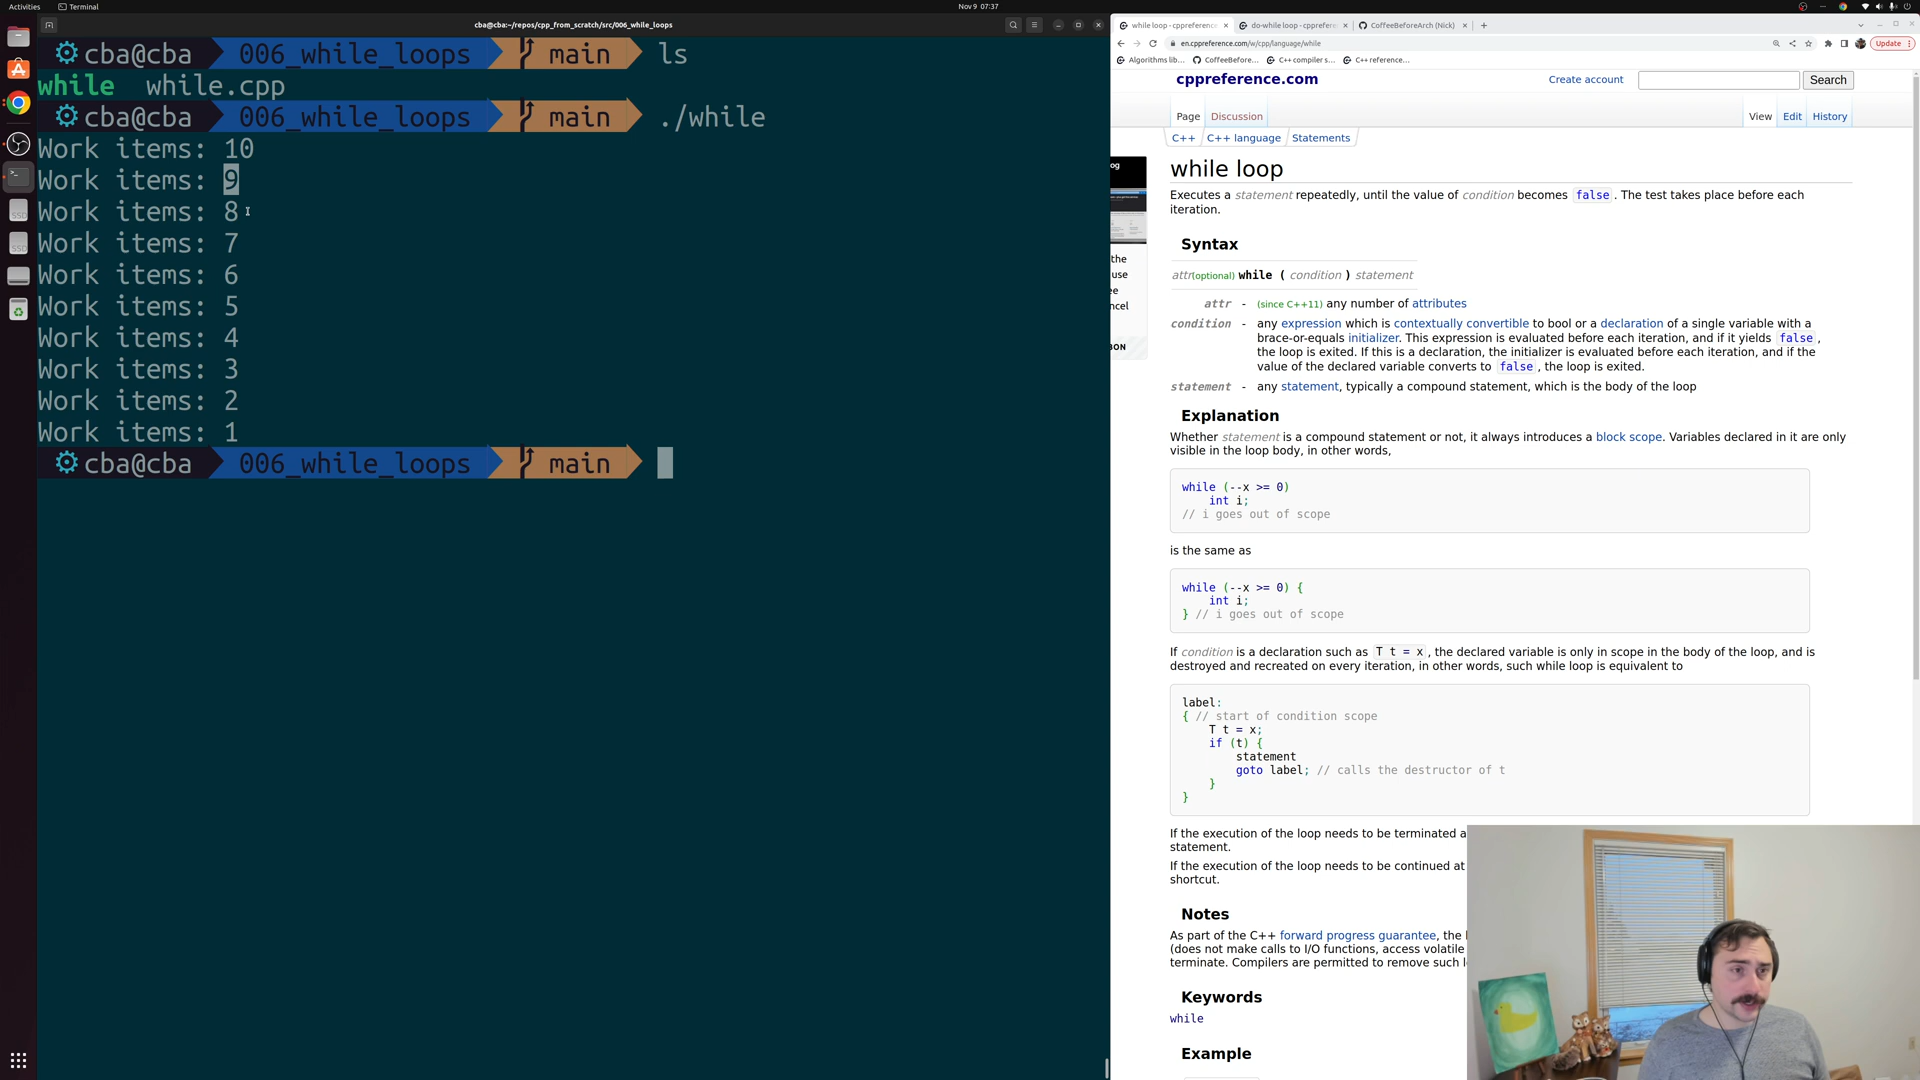 Activities
Terminal
Nov 9 07:37
cba@cba:~/repos/cpp_from_scratch/src/006_while_loops
cba@cba 006_while_loops main ls
while while.cpp
cba@cba 006_while_loops main ./while
Work items: 10
Work items: 9
Work items: 8
Work items: 7
Work items: 6
Work items: 5
Work items: 4
Work items: 3
Work items: 2
Work items: 1
cba@cba 006_while_loops main
while loop - cppreference
do-while loop - cppreferen
CoffeeBeforeArch (Nick)
en.cppreference.com/w/cpp/language/while
Update
Algorithms lib...
CoffeeBefore...
C++ compiler s...
C++ reference...
cppreference.com
Create account
Search
Page Discussion
View Edit History
C++ C++ language Statements
while loop
Executes a statement repeatedly, until the value of condition becomes false. The test takes place before each
iteration.
Syntax
attr(optional) while ( condition ) statement
attr - (since C++11) any number of attributes
condition - any expression which is contextually convertible to bool or a declaration of a single variable with a
brace-or-equals initializer. This expression is evaluated before each iteration, and if it yields false,
the loop is exited. If this is a declaration, the initializer is evaluated before each iteration, and if the
value of the declared variable converts to false, the loop is exited.
statement - any statement, typically a compound statement, which is the body of the loop
Explanation
Whether statement is a compound statement or not, it always introduces a block scope. Variables declared in it are only
visible in the loop body, in other words,
while (--x >= 0)
int i;
// i goes out of scope
is the same as
while (--x >= 0) {
int i;
} // i goes out of scope
If condition is a declaration such as T t = x, the declared variable is only in scope in the body of the loop, and is
destroyed and recreated on every iteration, in other words, such while loop is equivalent to
label:
{ // start of condition scope
T t = x;
if (t) {
statement
goto label; // calls the destructor of t
}
}
If the execution of the loop needs to be terminated a
statement.
If the execution of the loop needs to be continued at
shortcut.
Notes
As part of the C++ forward progress guarantee, the l
(does not make calls to I/O functions, access volatile
terminate. Compilers are permitted to remove such l
Keywords
while
Example
og
the
use
ee
ncel
ON